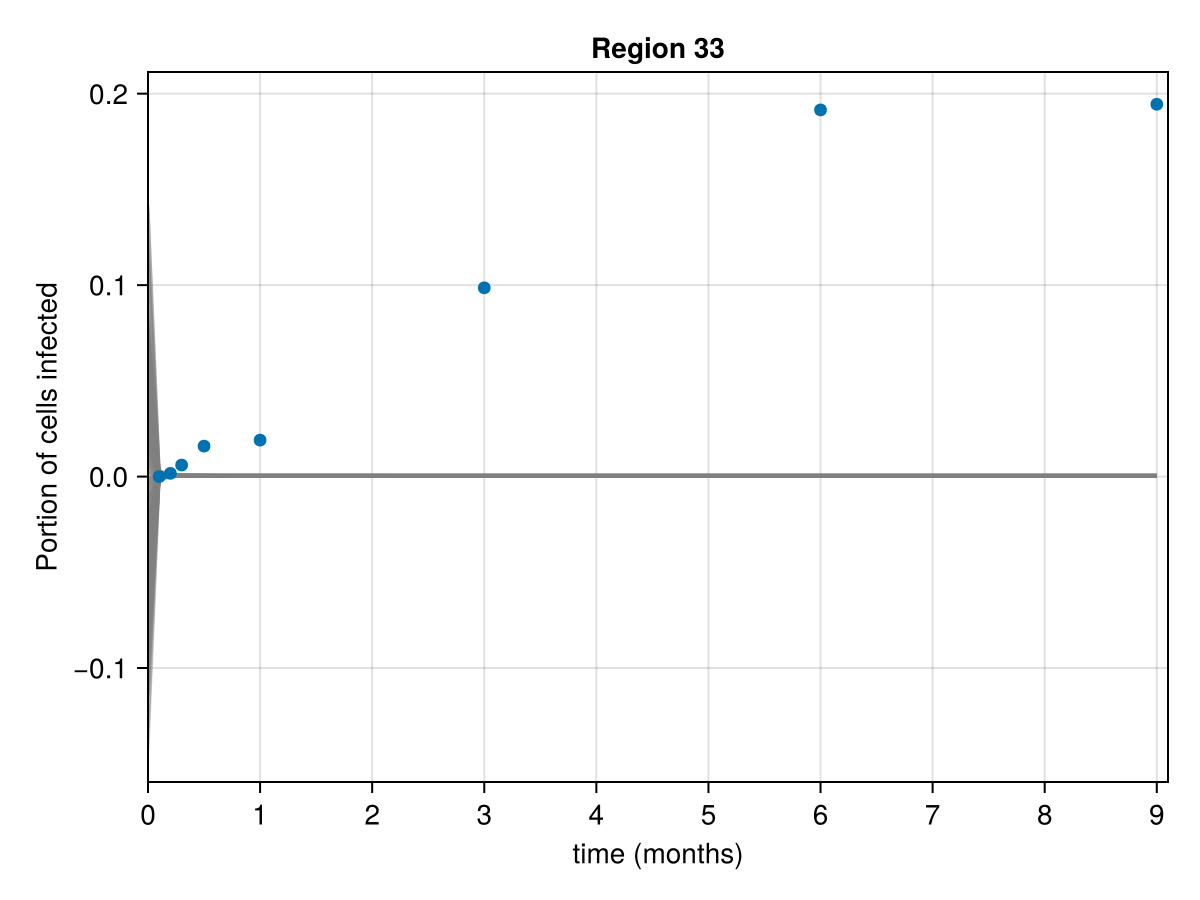 Region 33
Portion of cells infected
0.2
0.1
0.0
−0.1
0 1 2 3 4 5 6 7 8 9
time (months)